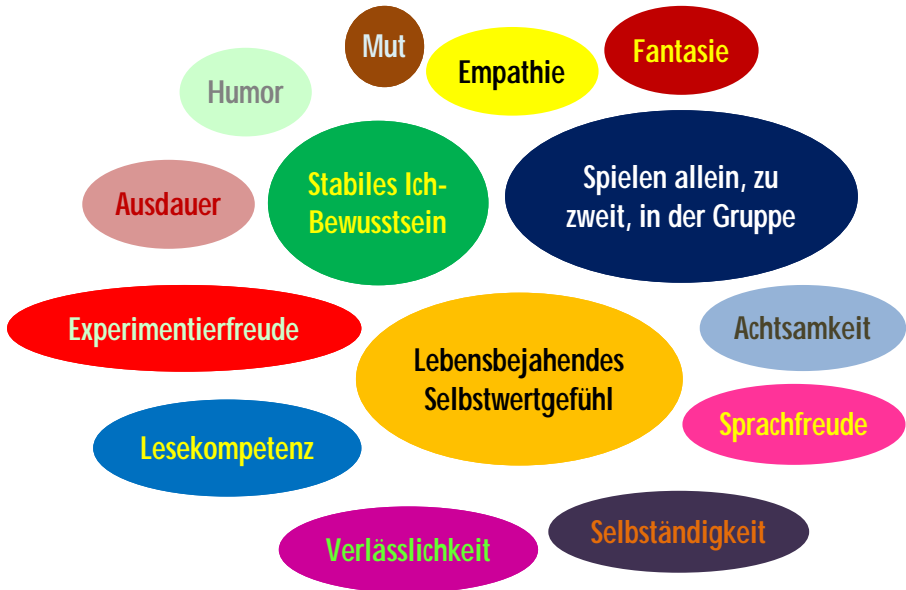 Mut
Empathie
Fantasie
Humor
Stabiles Ich-
Bewusstsein
Spielen allein, zu
zweit, in der Gruppe
Ausdauer
Experimentierfreude
Lebensbejahendes
Selbstwertgefühl
Achtsamkeit
Lesekompetenz
Sprachfreude
Verlässlichkeit
Selbständigkeit